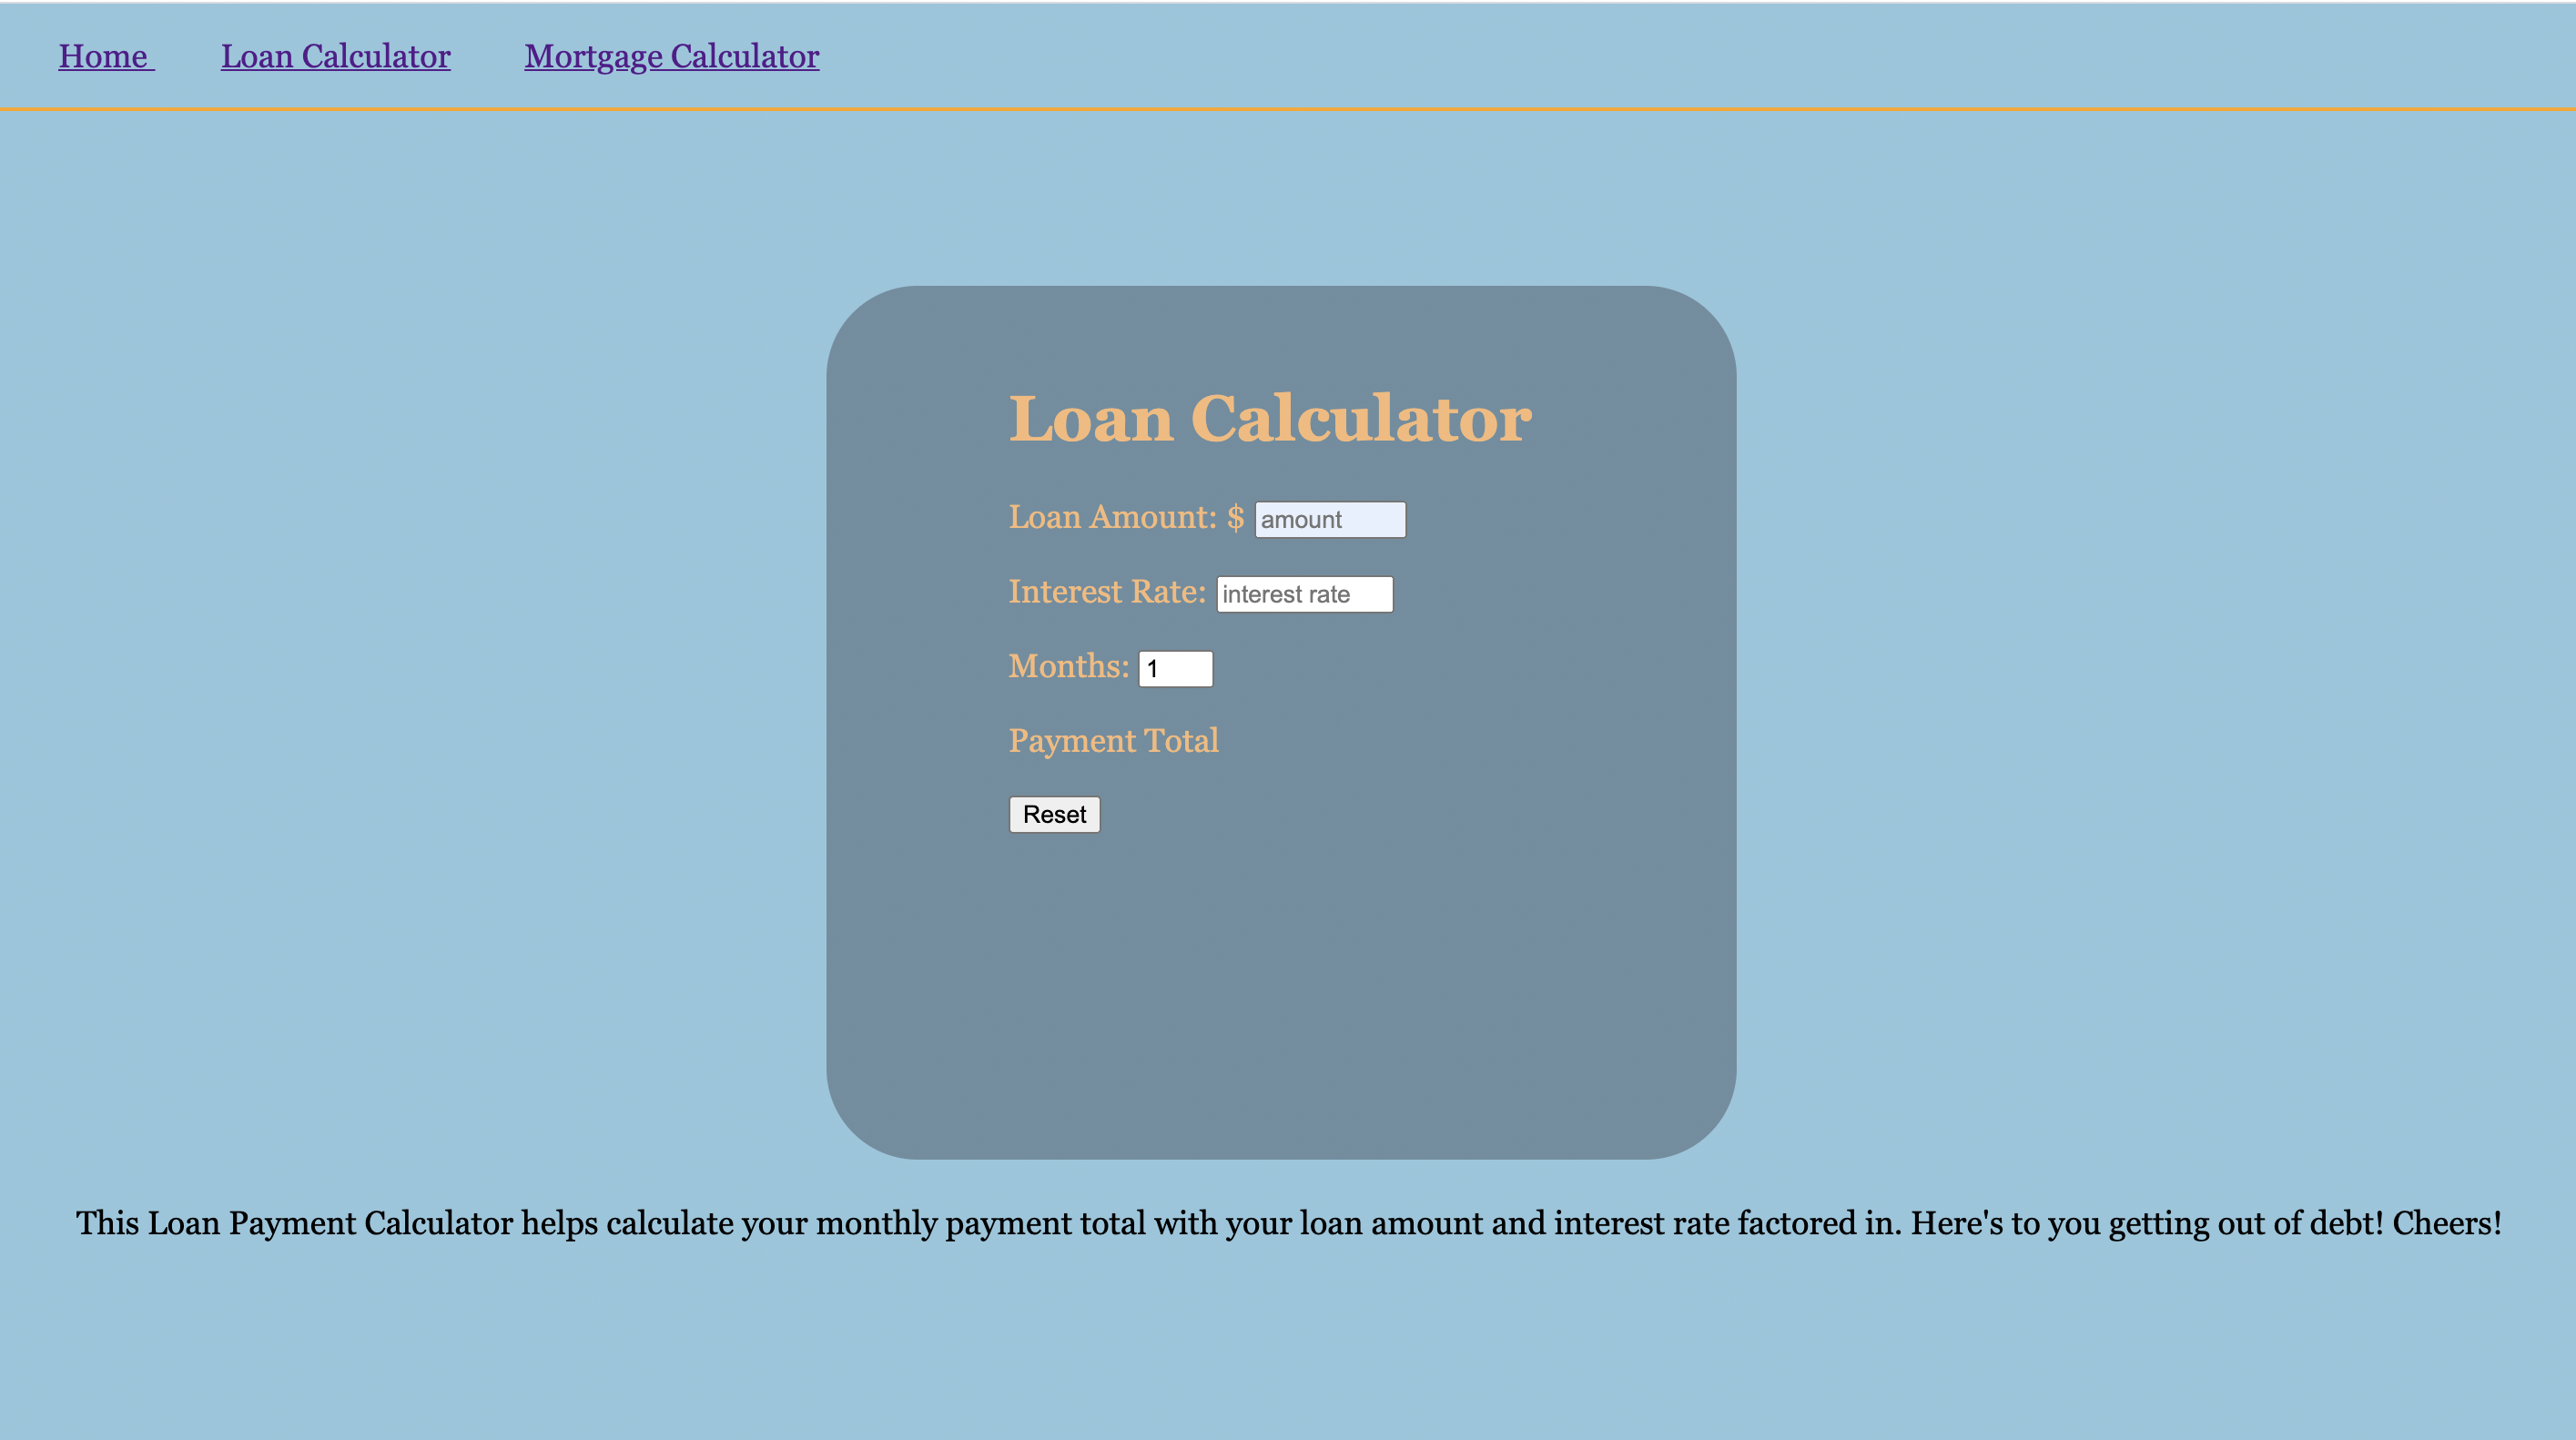 Home Loan Calculator Mortgage Calculator
Loan Calculator
Loan Amount: $ amount
Interest Rate: interest rate
Months: 1
Payment Total
Reset
This Loan Payment Calculator helps calculate your monthly payment total with your loan amount and interest rate factored in. Here's to you getting out of debt! Cheers!